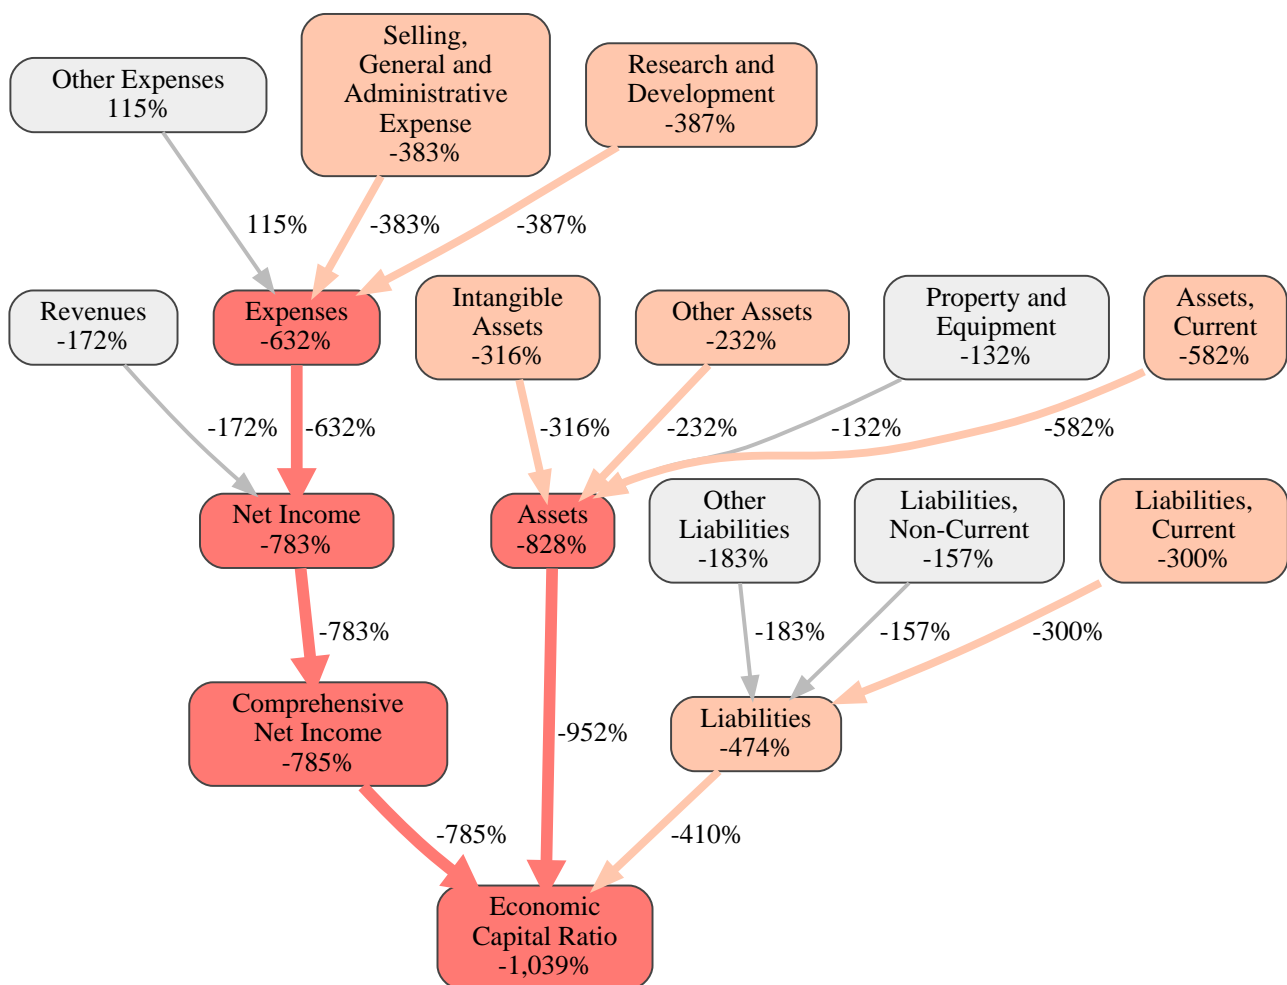 Other Expenses
115%
Selling,
General and
Administrative
Expense
-383%
Research and
Development
-387%
115%
-383%
-387%
Revenues
-172%
Expenses
-632%
Intangible
Assets
-316%
Other Assets
-232%
Property and
Equipment
-132%
Assets,
Current
-582%
-172%
-632%
-316%
-232%
-132%
-582%
Net Income
-783%
Assets
-828%
Other
Liabilities
-183%
Liabilities,
Non-Current
-157%
Liabilities,
Current
-300%
-783%
-183%
-157%
-300%
Comprehensive
Net Income
-785%
-952%
Liabilities
-474%
-785%
-410%
Economic
Capital Ratio
-1,039%